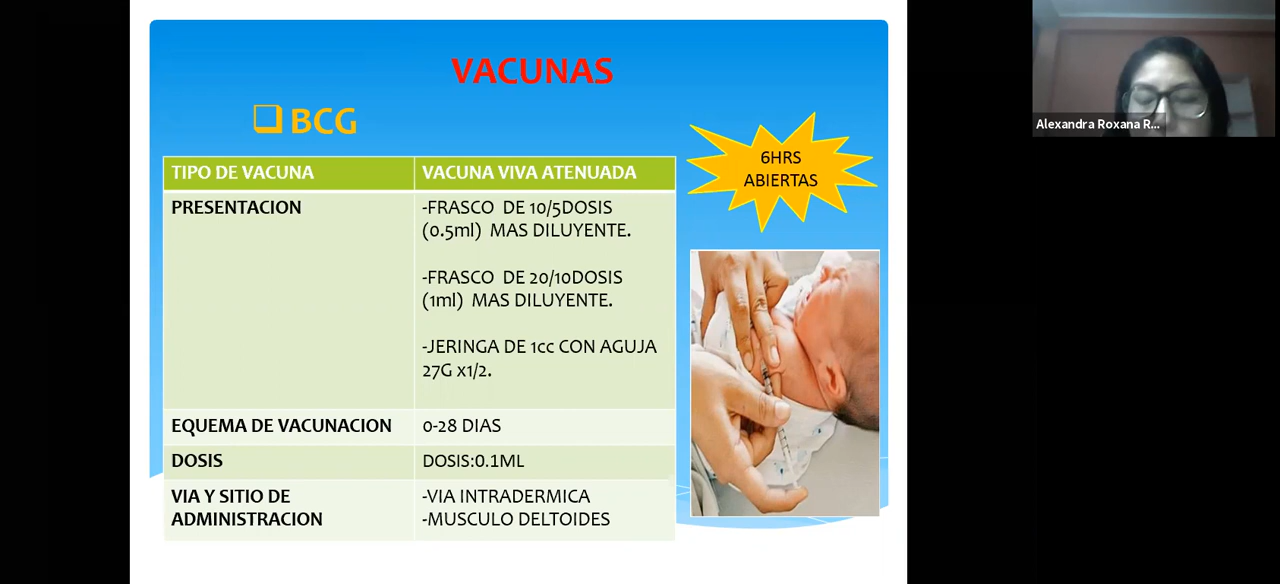 VACUNAS
BCG
TIPO DE VACUNA
VACUNA VIVA ATENUADA
PRESENTACION
-FRASCO DE 10/5DOSIS
(0.5ml) MAS DILUYENTE.
-FRASCO DE 20/10DOSIS
(1ml) MAS DILUYENTE.
-JERINGA DE 1cc CON AGUJA
27G x1/2.
EQUEMA DE VACUNACION
0-28 DIAS
DOSIS
DOSIS:0.1ML
VIA Y SITIO DE
ADMINISTRACION
-VIA INTRADERMICA
-MUSCULO DELTOIDES
6HRS
ABIERTAS
Alexandra Roxana R...